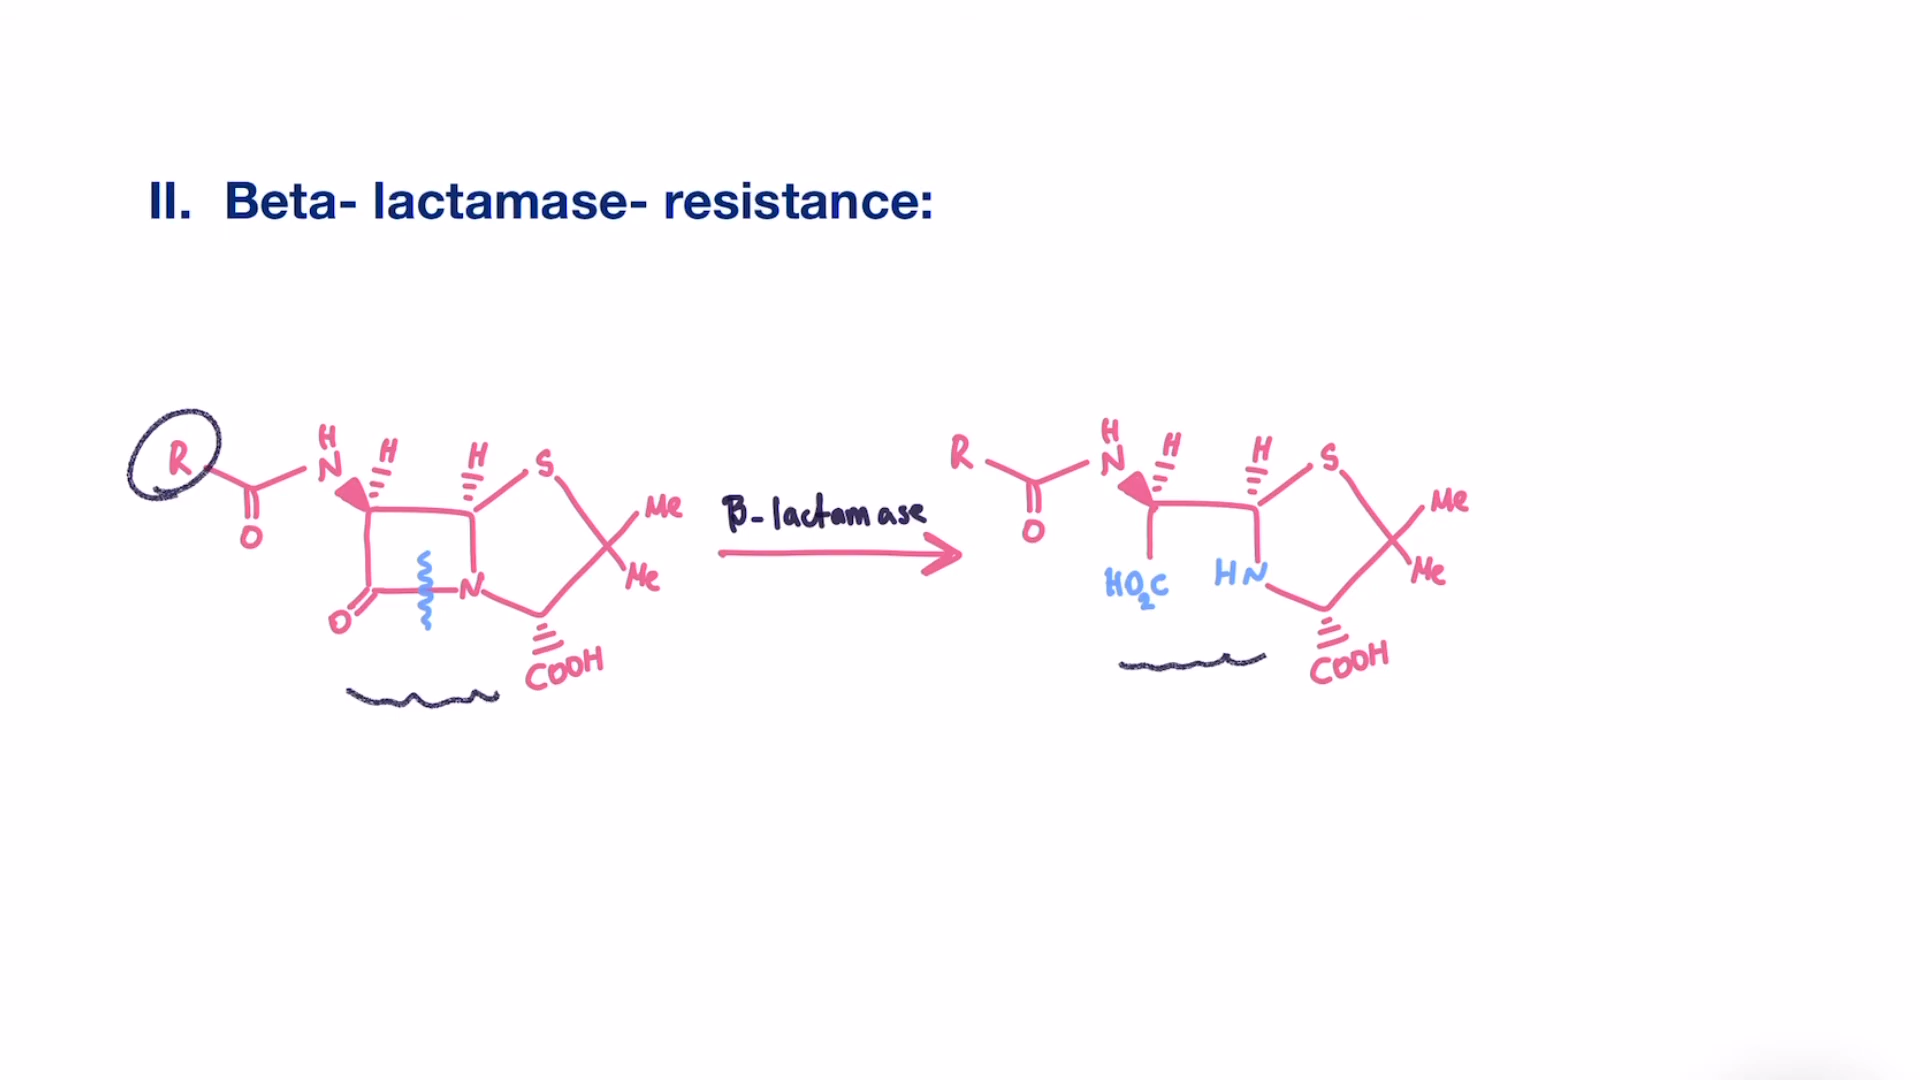 II. Beta- lactamase- resistance:
R
H
N
H
H
S
O
Me
Me
N
O
COOH
β-lactamase
R
H
N
H
H
S
O
Me
Me
HO2C
HN
COOH